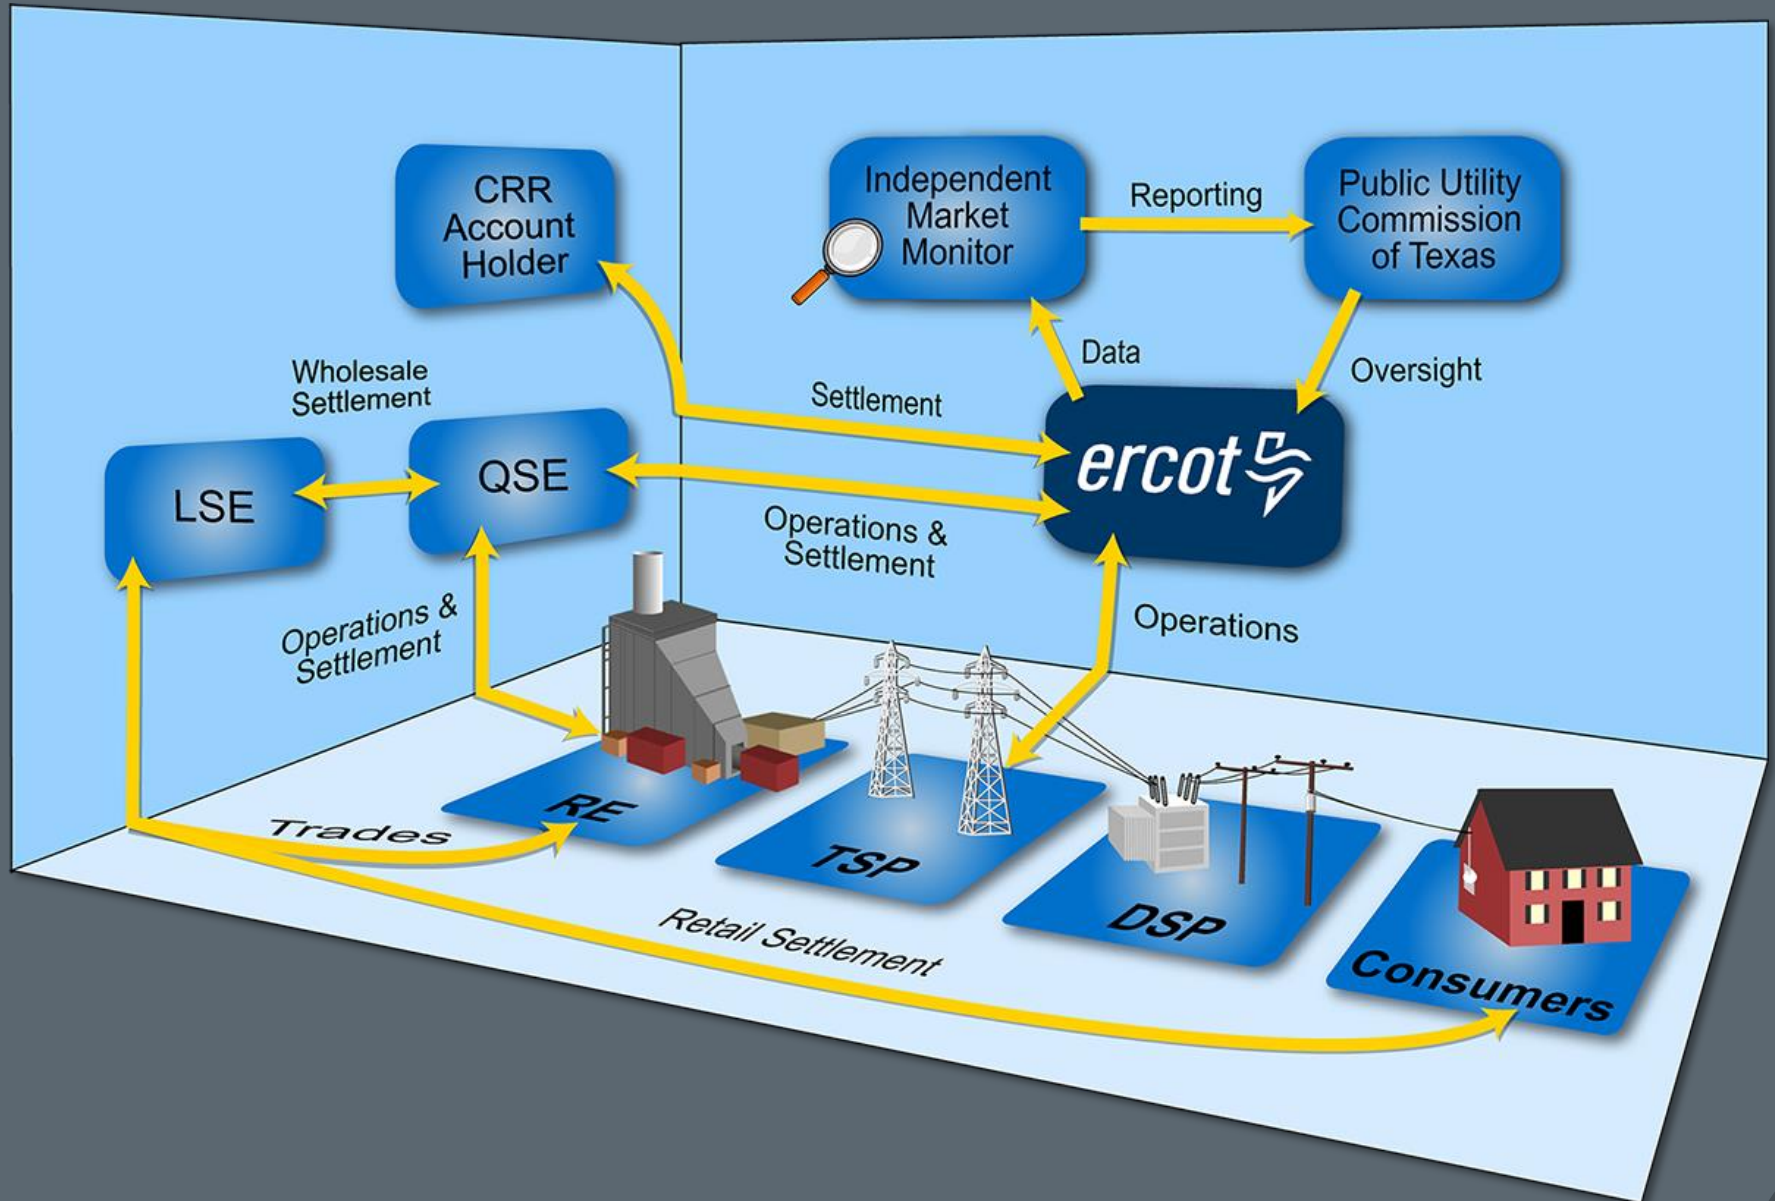 CRR
Account
Holder
Independent
Market
Monitor
Reporting
Public Utility
Commission
of Texas
Data
Oversight
Wholesale
Settlement
Settlement
ercot
LSE
QSE
Operations &
Settlement
Operations &
Settlement
Operations
Trades
RE
TSP
DSP
Consumers
Retail Settlement